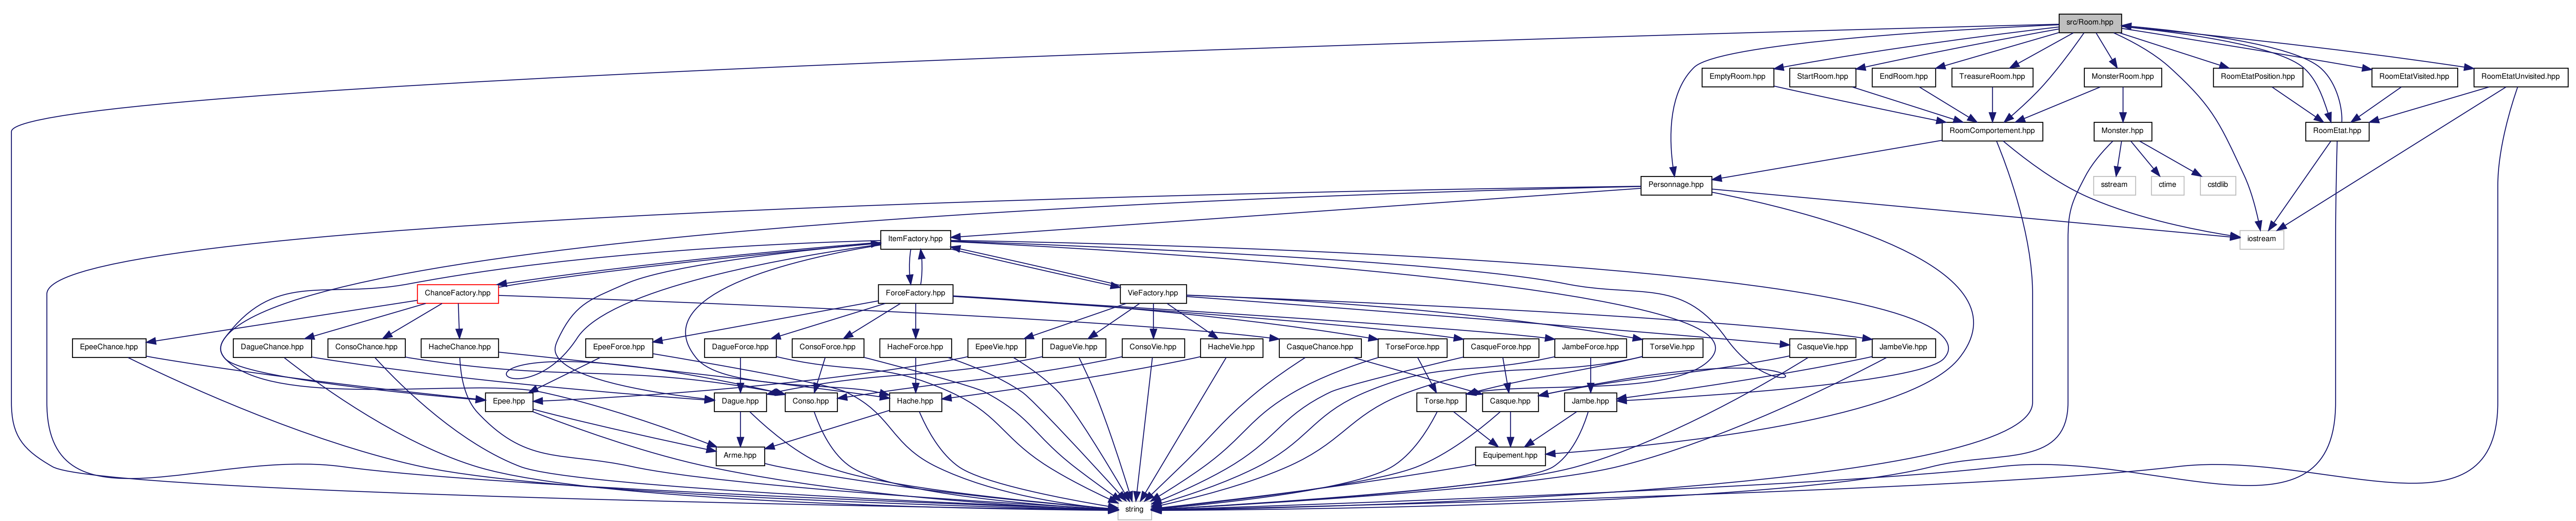 src/Room.hpp
EmptyRoom.hpp
StartRoom.hpp
EndRoom.hpp
TreasureRoom.hpp
MonsterRoom.hpp
RoomEtatPosition.hpp
RoomEtatVisited.hpp
RoomEtatUnvisited.hpp
RoomComportement.hpp
Monster.hpp
RoomEtat.hpp
Personnage.hpp
sstream
ctime
cstdlib
ItemFactory.hpp
iostream
ChanceFactory.hpp
ForceFactory.hpp
VieFactory.hpp
EpeeChance.hpp
DagueChance.hpp
ConsoChance.hpp
HacheChance.hpp
EpeeForce.hpp
DagueForce.hpp
ConsoForce.hpp
HacheForce.hpp
EpeeVie.hpp
DagueVie.hpp
ConsoVie.hpp
HacheVie.hpp
CasqueChance.hpp
TorseForce.hpp
CasqueForce.hpp
JambeForce.hpp
TorseVie.hpp
CasqueVie.hpp
JambeVie.hpp
Epee.hpp
Dague.hpp
Conso.hpp
Hache.hpp
Torse.hpp
Casque.hpp
Jambe.hpp
Arme.hpp
Equipement.hpp
string